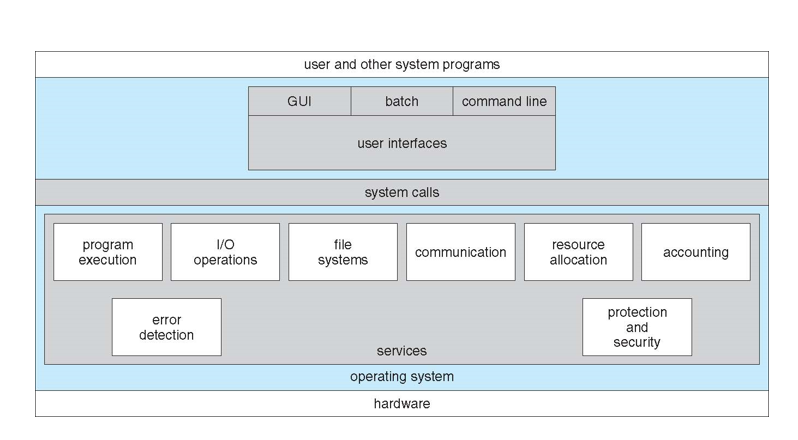 user and other system programs
GUI
batch
command line
user interfaces
system calls
program
execution
I/O
operations
file
systems
communication
resource
allocation
accounting
error
detection
protection
and
security
services
operating system
hardware